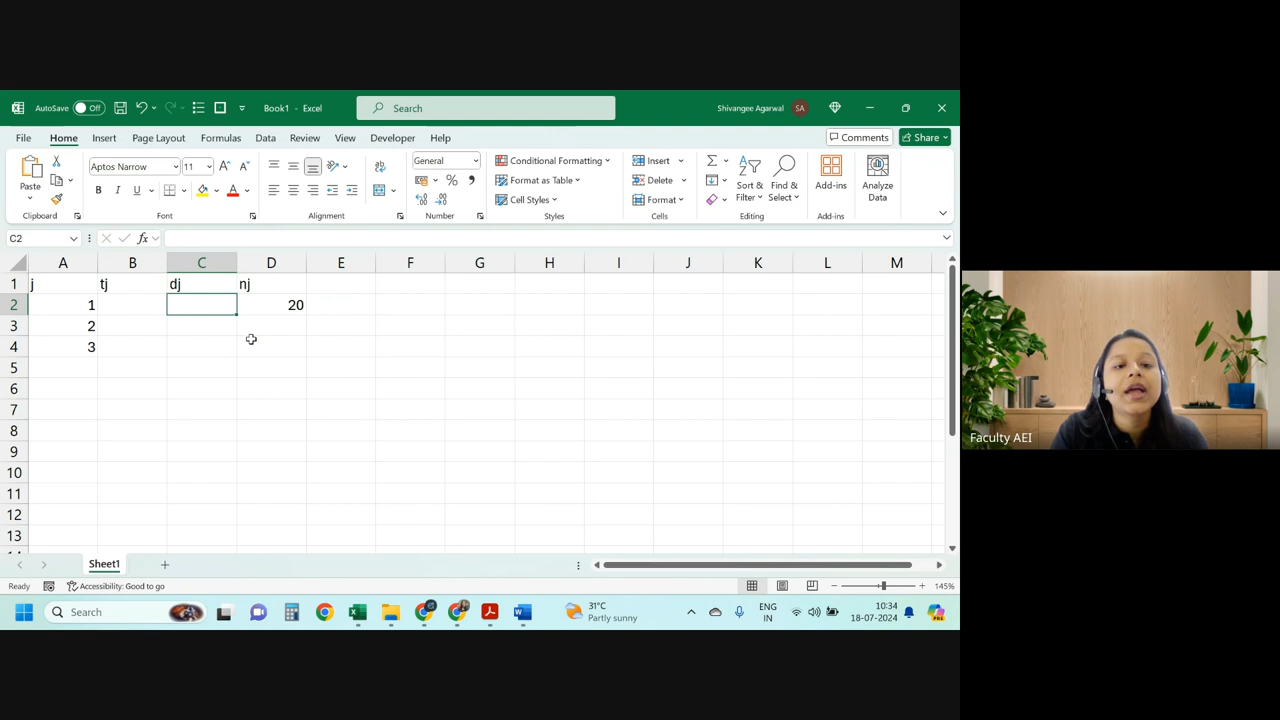 AutoSave Off Book1 - Excel Search Shivangee Agarwal SA
File Home Insert Page Layout Formulas Data Review View Developer Help Comments Share
Paste Aptos Narrow 11 General Conditional Formatting Insert Sort & Filter Find & Select Add-ins Analyze Data
B I U Format as Table Delete
Cell Styles Format
Clipboard Font Alignment Number Styles Cells Editing Add-ins
C2 fx
A B C D E F G H I J K L M
1 j tj dj nj
2 1 20
3 2
4 3
5
6
7
8
9
10
11
12
13
Faculty AEI
Sheet1
Ready Accessibility: Good to go 145%
Search 31°C Partly sunny ENG IN 10:34 18-07-2024